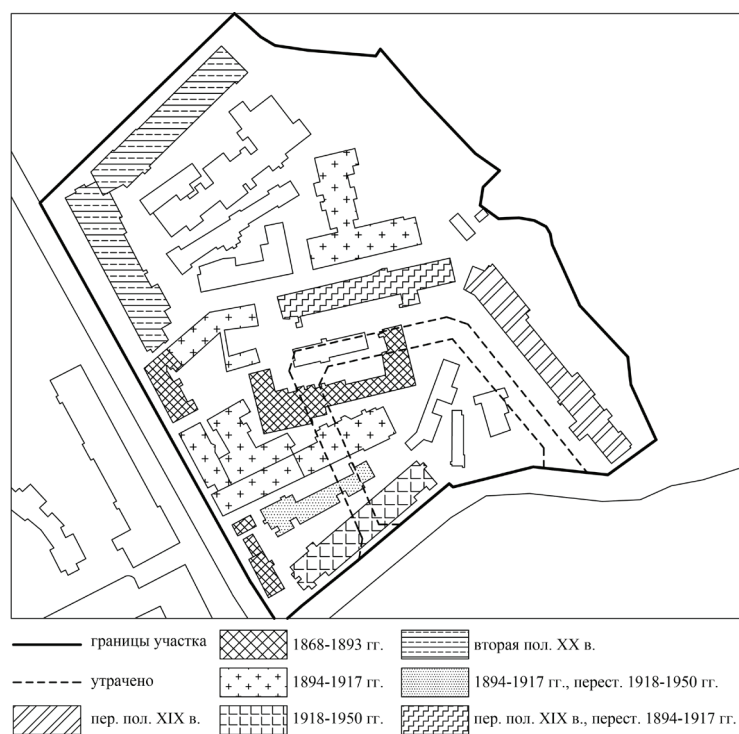 границы участка
1868-1893 гг.
вторая пол. XX в.
утрачено
1894-1917 гг.
1894-1917 гг., перест. 1918-1950 гг.
пер. пол. XIX в.
1918-1950 гг.
пер. пол. XIX в., перест. 1894-1917 гг.